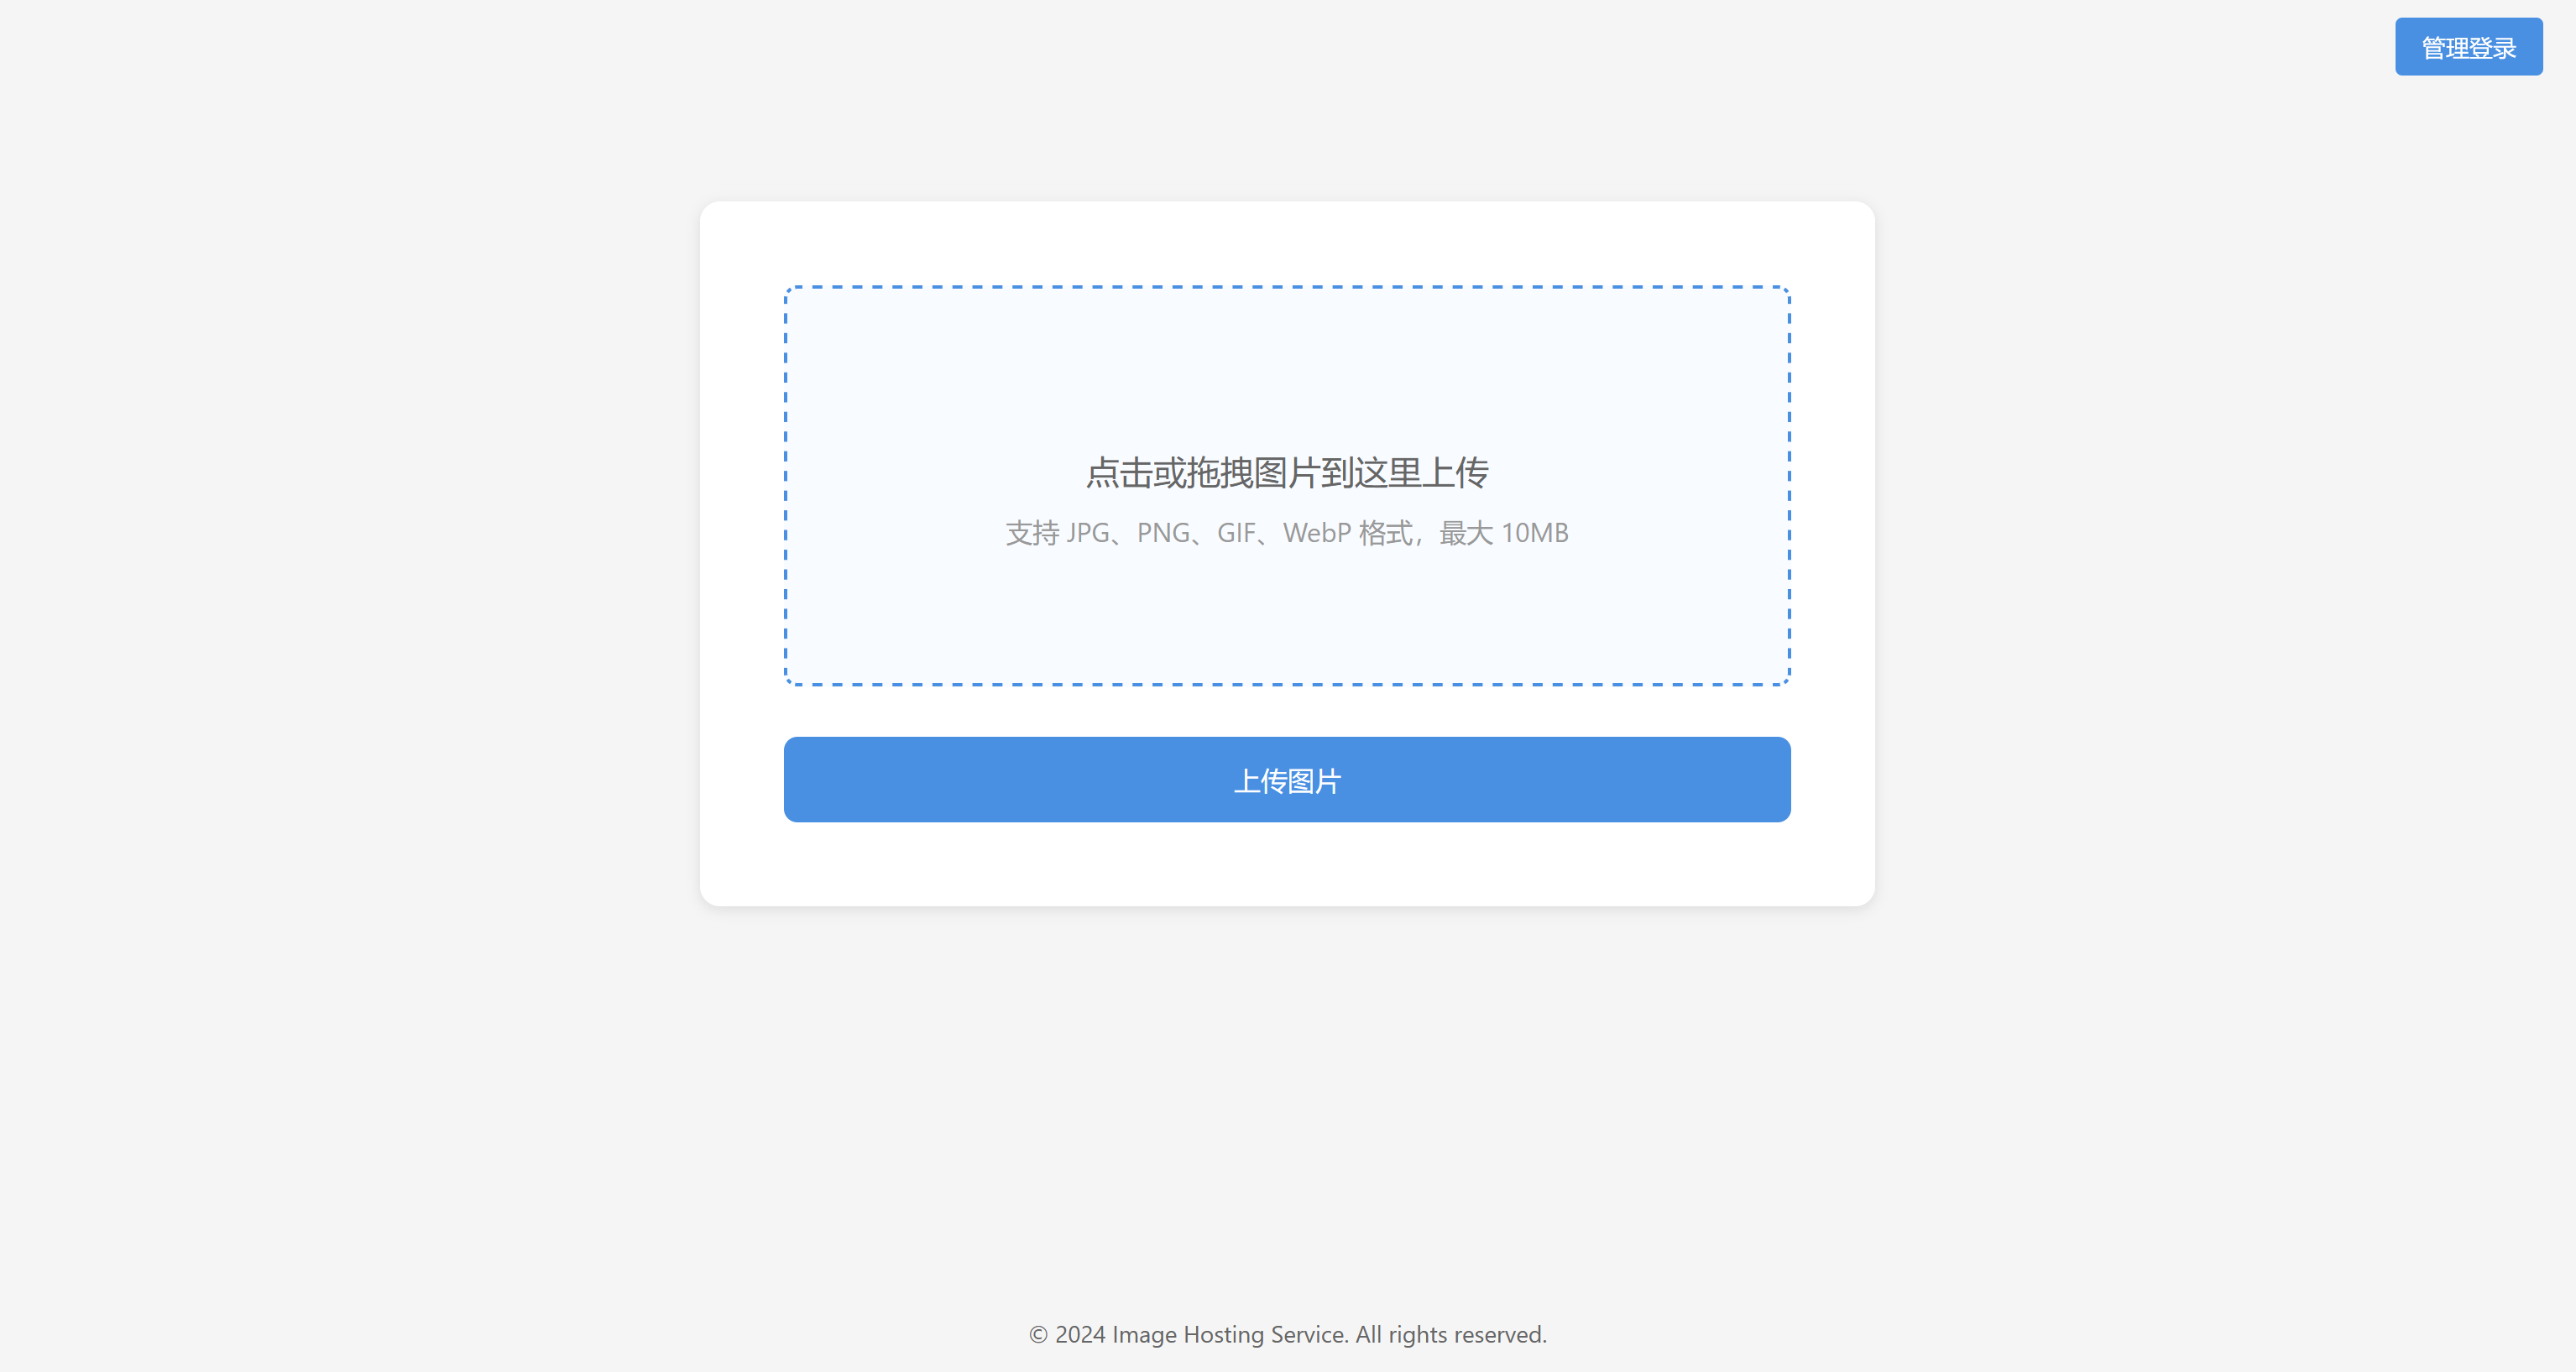 管理登录
点击或拖拽图片到这里上传
支持 JPG、PNG、GIF、WebP 格式，最大 10MB
上传图片
© 2024 Image Hosting Service. All rights reserved.